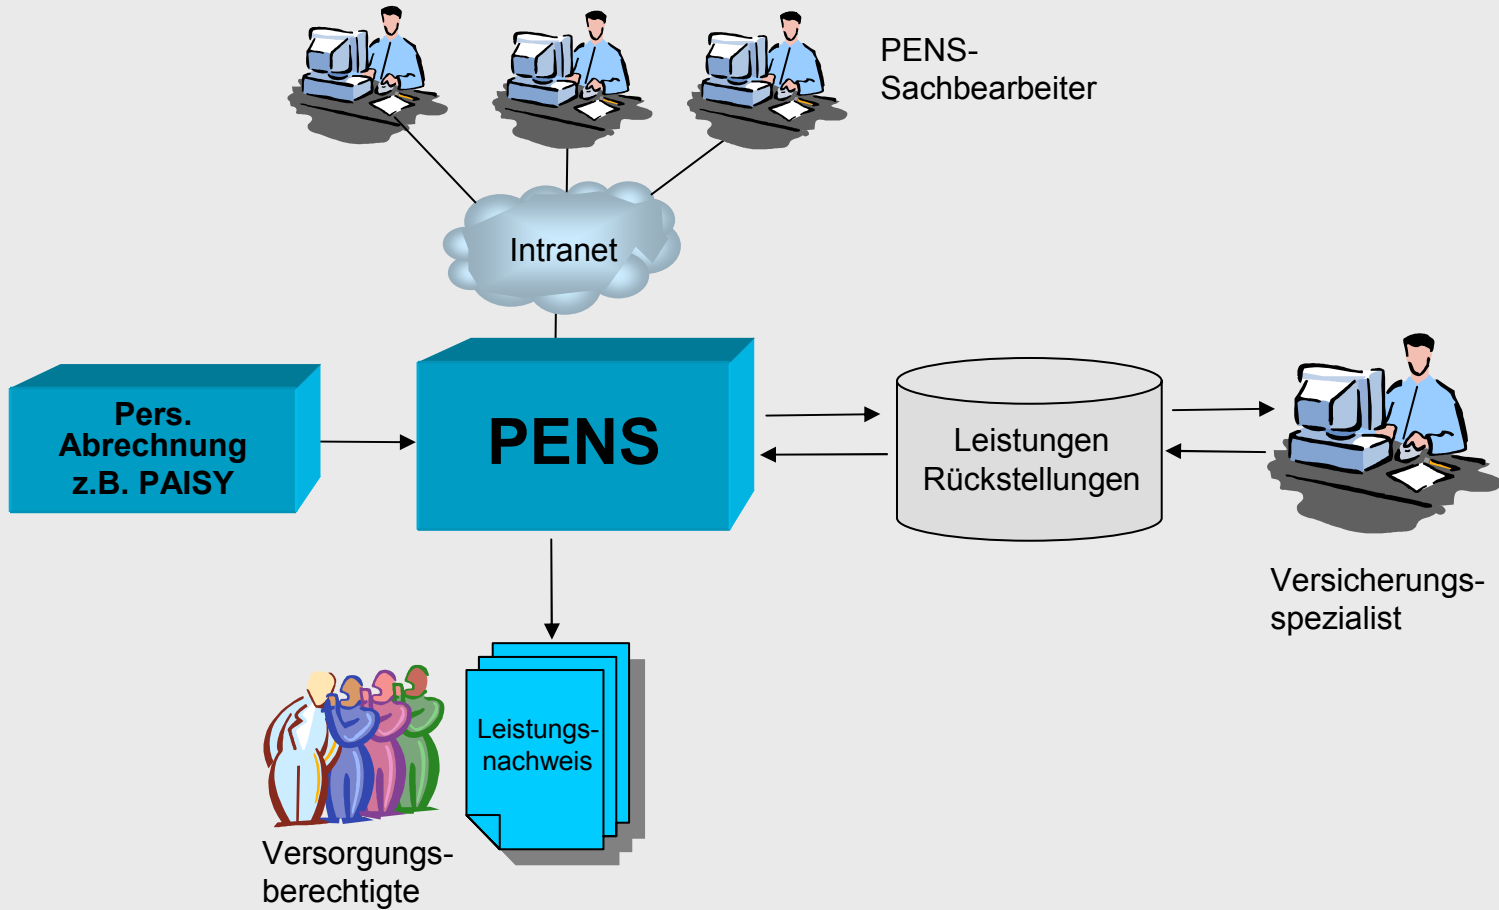 PENS-
Sachbearbeiter
Intranet
Pers.
Abrechnung
z.B. PAISY
PENS
Leistungen
Rückstellungen
Versicherungs-
spezialist
Leistungs-
nachweis
Versorgungs-
berechtigte